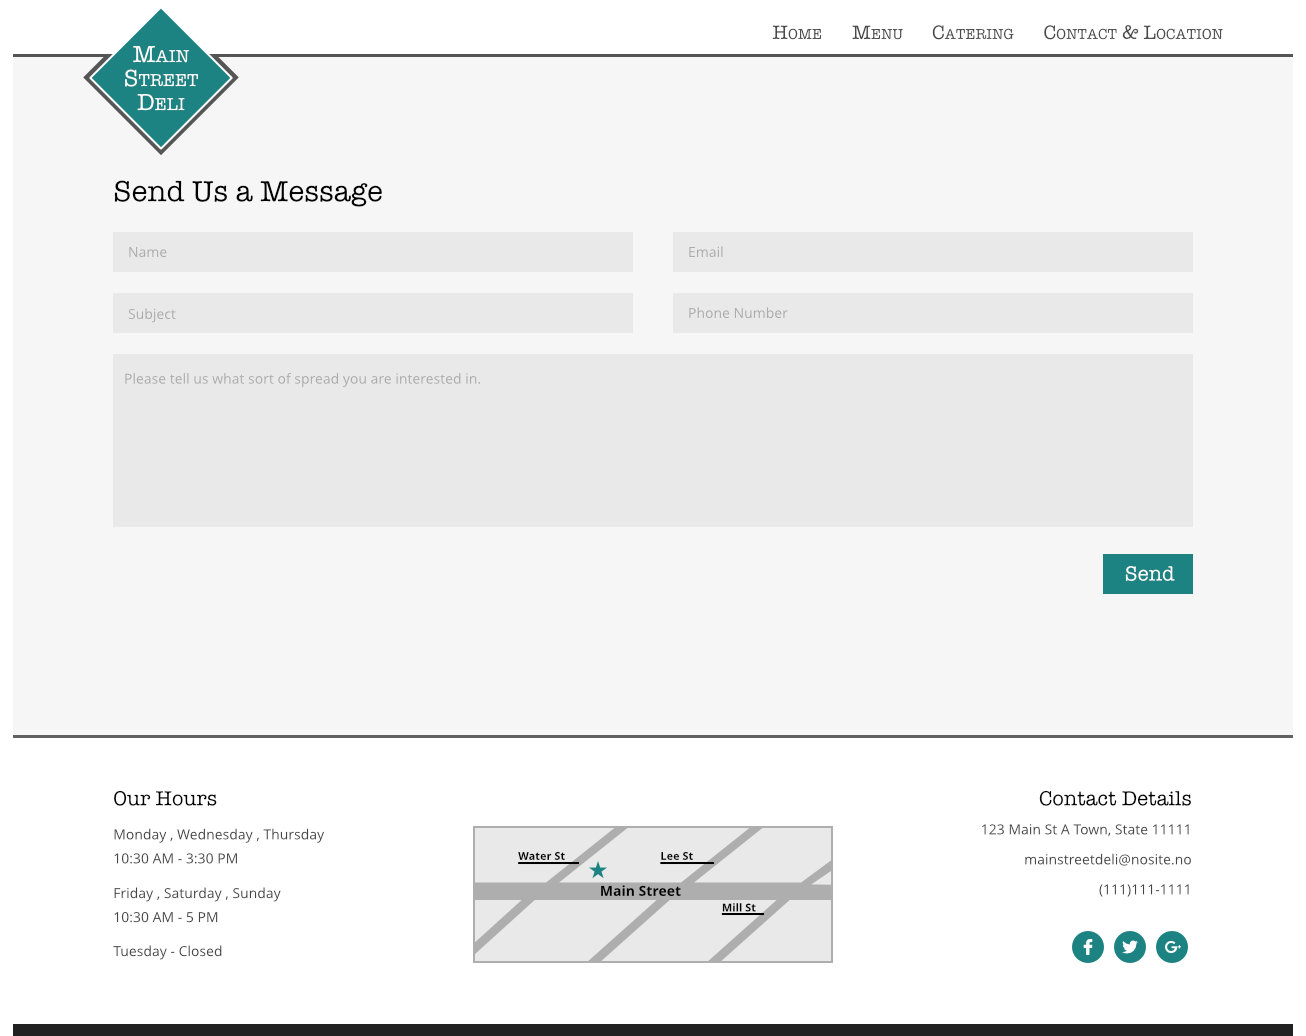 Main
Street
Deli
Home Menu Catering Contact & Location
Send Us a Message
Name Email
Subject Phone Number
Please tell us what sort of spread you are interested in.
Send
Our Hours
Monday , Wednesday , Thursday
10:30 AM - 3:30 PM
Friday , Saturday , Sunday
10:30 AM - 5 PM
Tuesday - Closed
Water St
Lee St
Main Street
Mill St
Contact Details
123 Main St A Town, State 11111
mainstreetdeli@nosite.no
(111)111-1111
G+